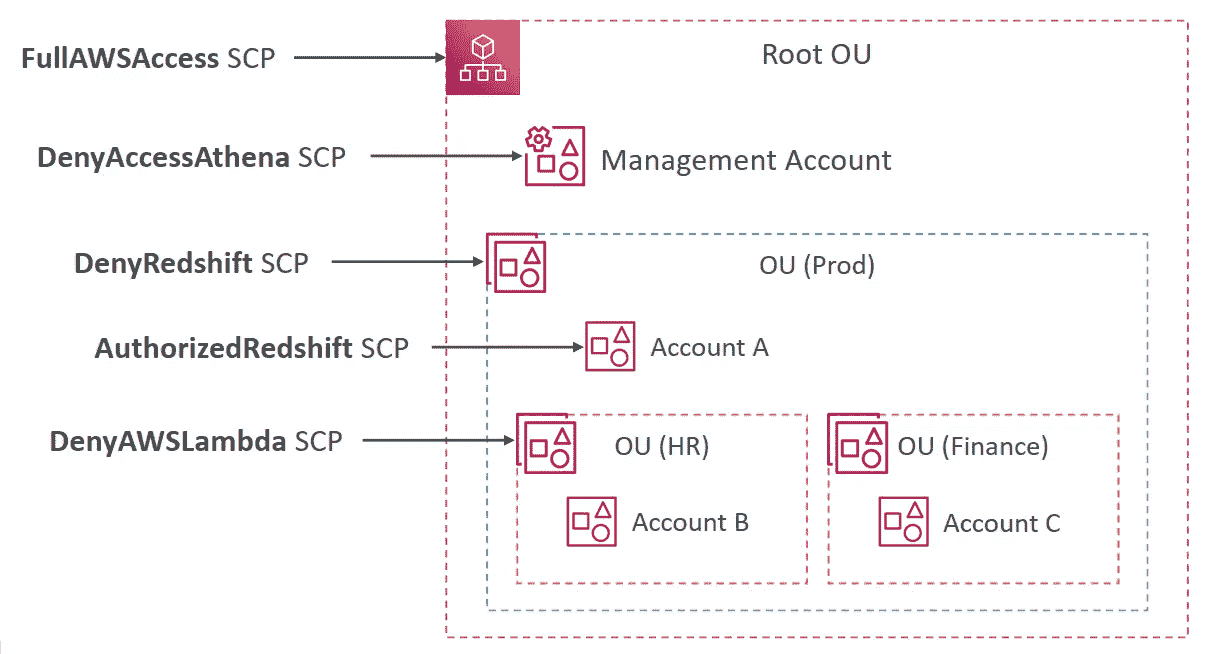 FullAWSAccess SCP
Root OU
DenyAccessAthena SCP
Management Account
DenyRedshift SCP
OU (Prod)
AuthorizedRedshift SCP
Account A
DenyAWSLambda SCP
OU (HR)
OU (Finance)
Account B
Account C